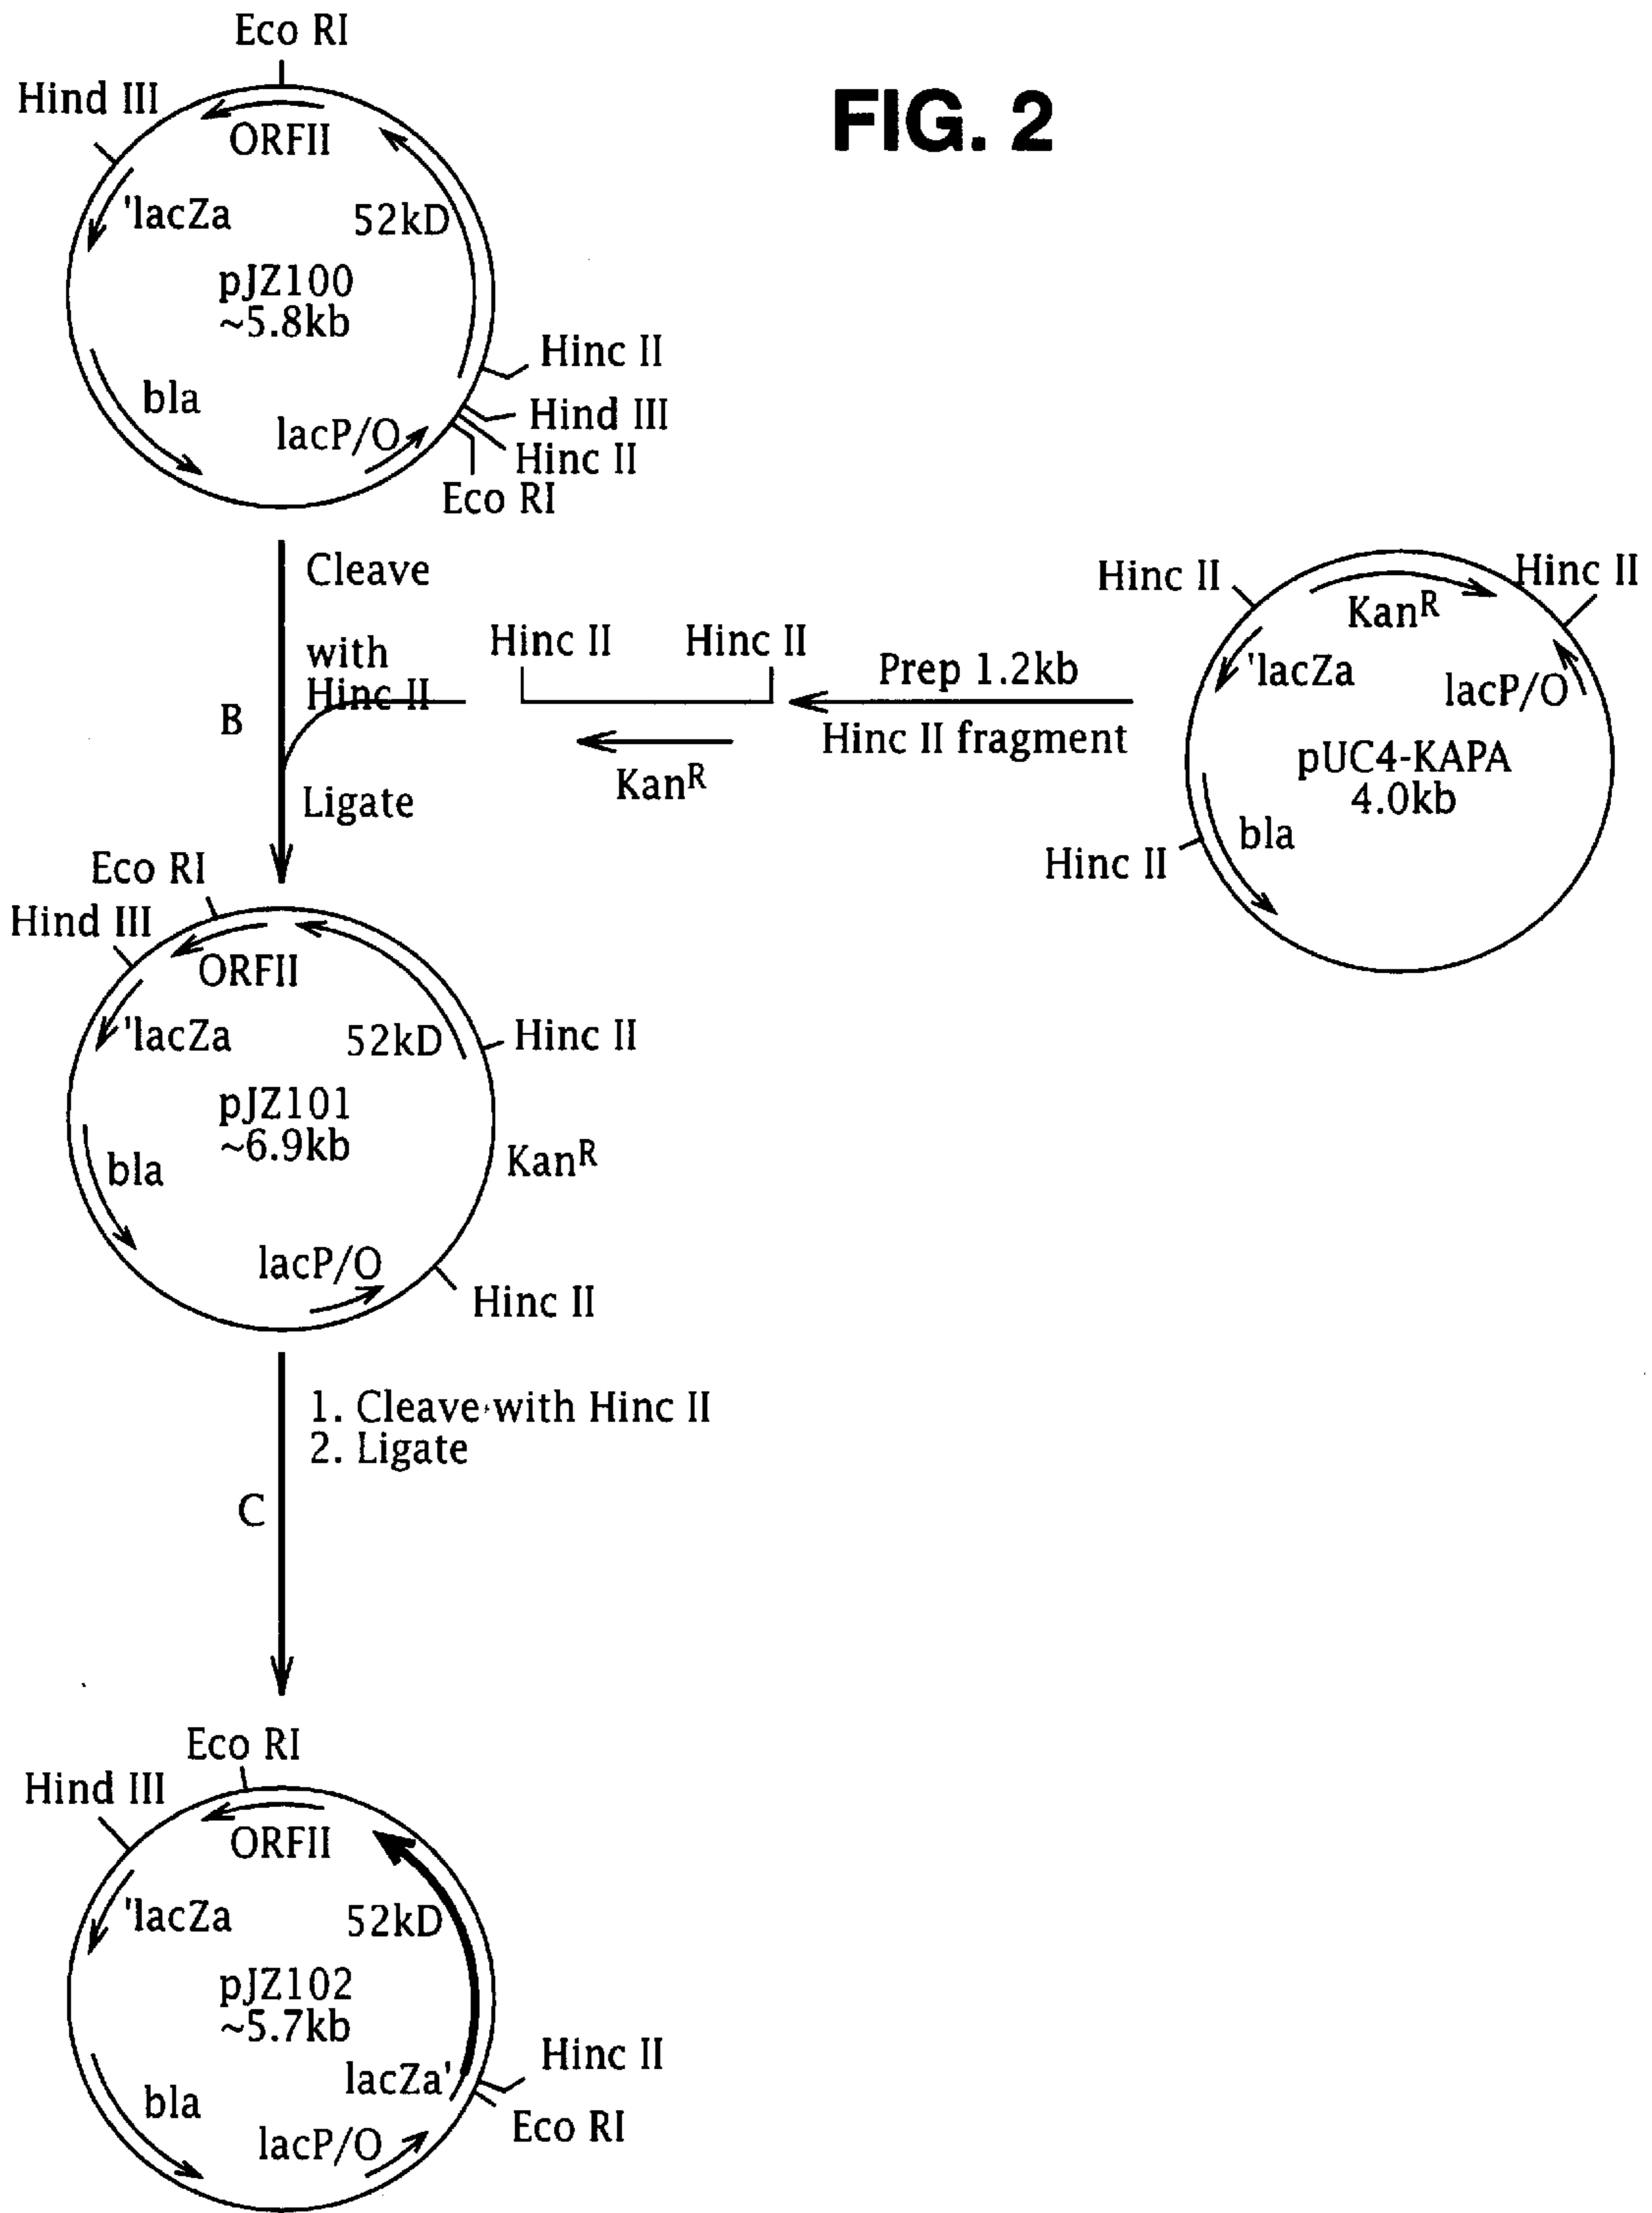 FIG. 2
Eco RI
Hind III
ORFII
'lacZa
52kD
pJZ100
~5.8kb
Hinc II
bla
Hind III
lacP/O
Hinc II
Eco RI
Cleave
with
Hinc II
B
Ligate
Hinc II
Hinc II
KanR
Prep 1.2kb
Hinc II fragment
Hinc II
Hinc II
KanR
'lacZa
lacP/O
pUC4-KAPA
4.0kb
bla
Hinc II
Eco RI
Hind III
ORFII
'lacZa
52kD
Hinc II
pJZ101
~6.9kb
KanR
bla
lacP/O
Hinc II
1. Cleave with Hinc II
2. Ligate
C
Eco RI
Hind III
ORFII
'lacZa
52kD
pJZ102
~5.7kb
lacZa'
Hinc II
bla
Eco RI
lacP/O